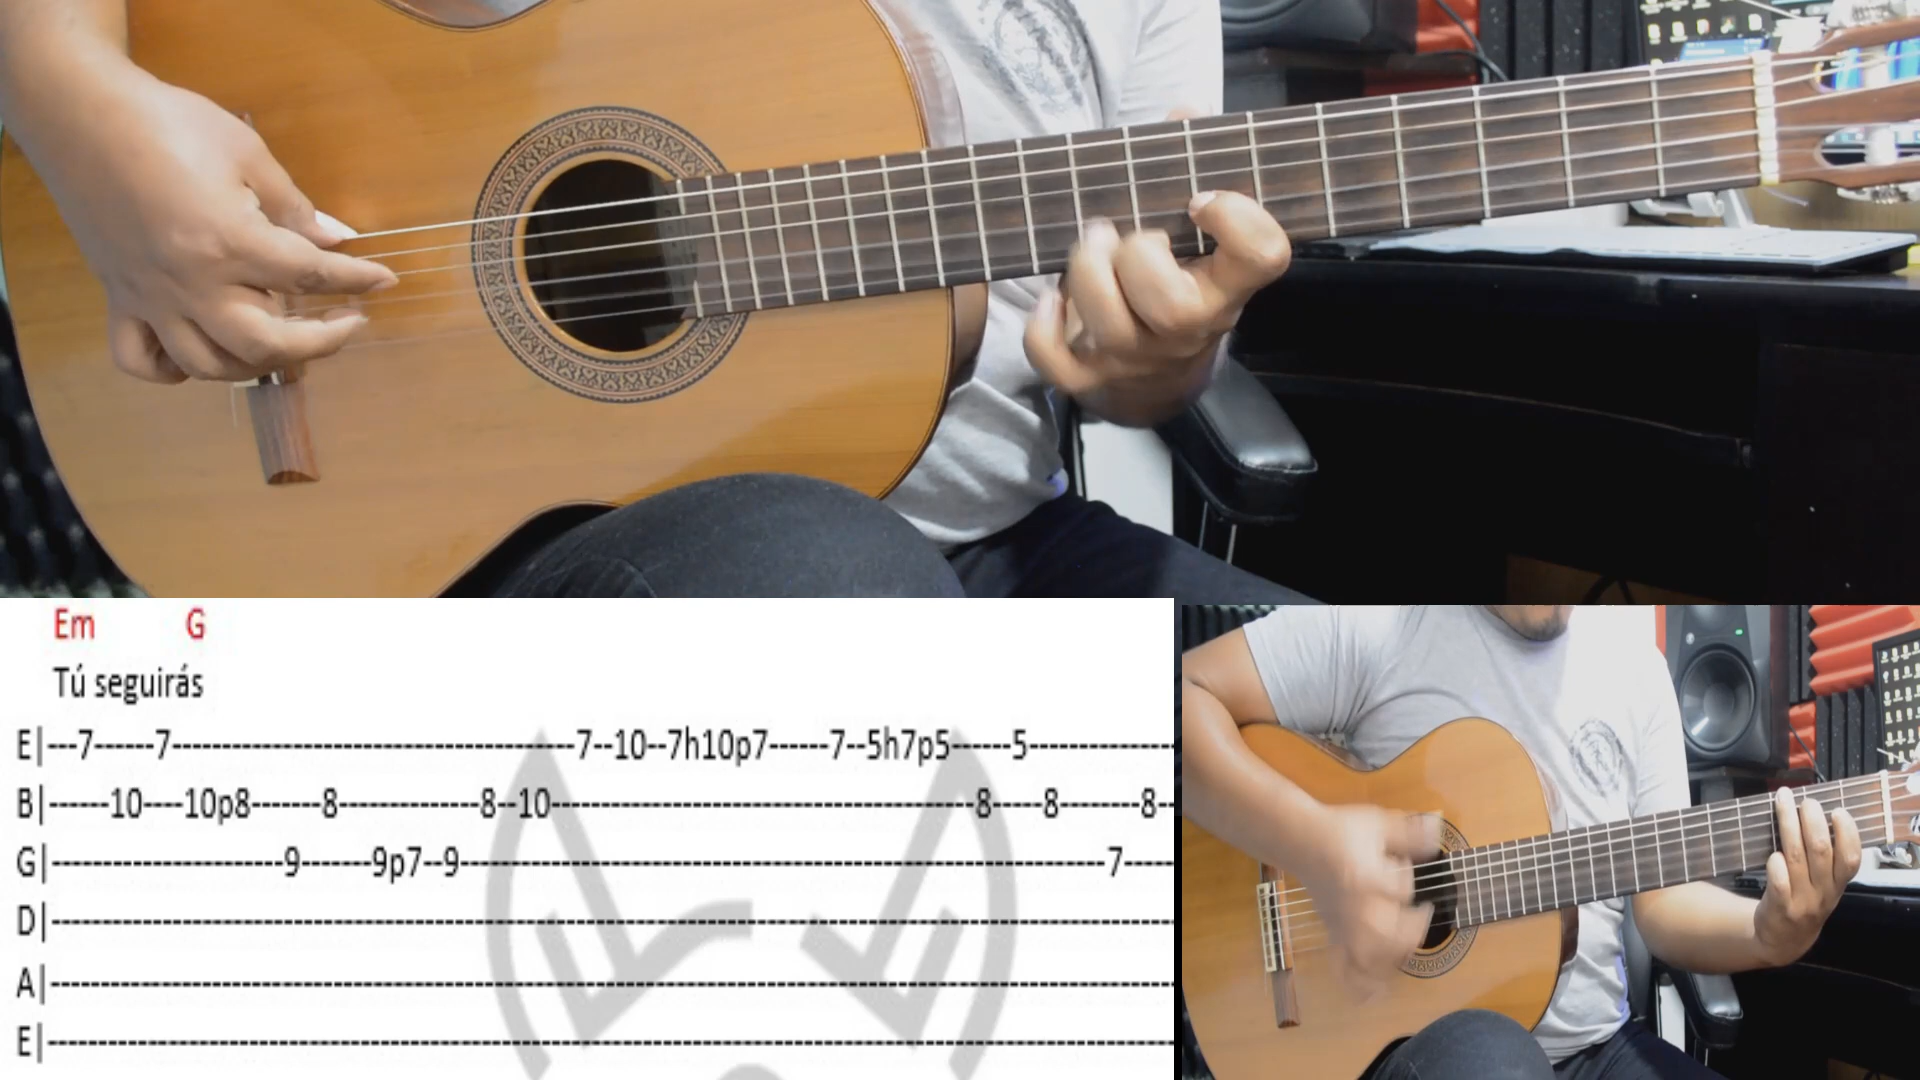 Em G
Tú seguirás
E|---7------7-----------------------------------------7--10--7h10p7------7--5h7p5------5---------------
B|------10----10p8-------8---------------8--10-------------------------------------------8-----8--------8--
G|------------------------9-------9p7--9-----------------------------------------------------------------7------
D|-----------------------------------------------------------------------------------------------------------------
A|-----------------------------------------------------------------------------------------------------------------
E|-----------------------------------------------------------------------------------------------------------------